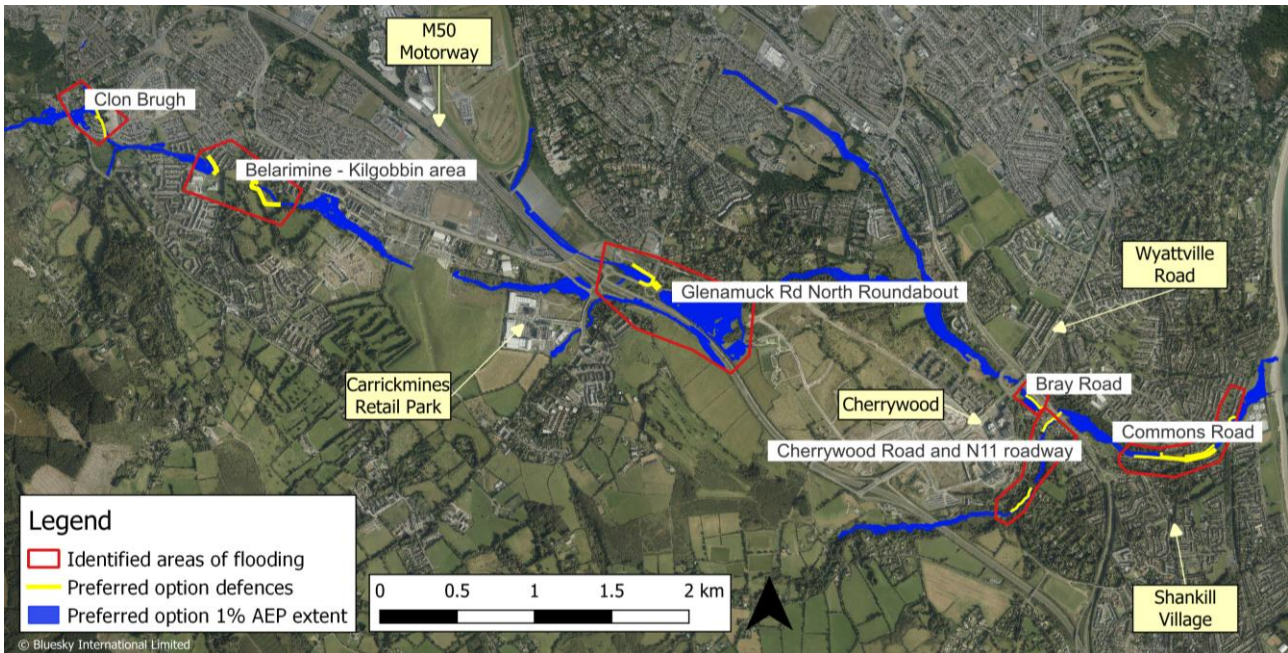 M50
Motorway
Clon Brugh
Belarimine - Kilgobbin area
Wyattville
Road
Glenamuck Rd North Roundabout
Carrickmines
Retail Park
Bray Road
Cherrywood
Commons Road
Cherrywood Road and N11 roadway
Shankill
Village
Legend
Identified areas of flooding
Preferred option defences
Preferred option 1% AEP extent
0 0.5 1 1.5 2 km
© Bluesky International Limited